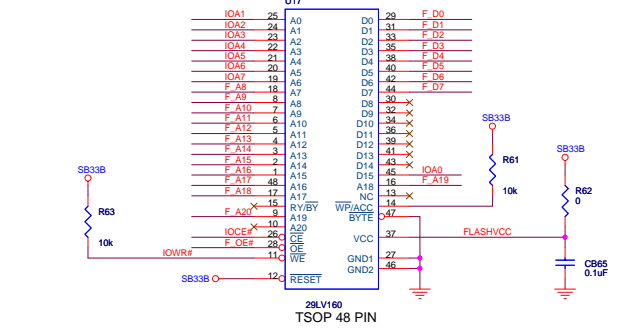 U17
IOA1 25 A0 D0 29 F_D0
IOA2 24 A1 D1 31 F_D1
IOA3 23 A2 D2 33 F_D2
IOA4 22 A3 D3 35 F_D3
IOA5 21 A4 D4 38 F_D4
IOA6 20 A5 D5 40 F_D5
IOA7 19 A6 D6 42 F_D6
F_A8 18 A7 D7 44 F_D7
F_A9 8 A8 D8 30
F_A10 7 A9 D9 32
F_A11 6 A10 D10 34
F_A12 5 A11 D11 36
F_A13 4 A12 D12 39
F_A14 3 A13 D13 41
F_A15 2 A14 D14 43
F_A16 1 A15 D15 45 IOA0
F_A17 48 A16 A18 16 F_A19
F_A18 17 A17 NC 13
15 RY/BY WP/ACC 14
F_A20 9 A19 BYTE 47
10 A20
IOCE# 26 CE
F_OE# 28 OE VCC 37 FLASHVCC
IOWR# 11 WE GND1 27
GND2 46
SB33B 12 RESET
29LV160
TSOP 48 PIN
SB33B
R63
10k
SB33B
R61
10k
SB33B
R62
0
CB65
0.1uF